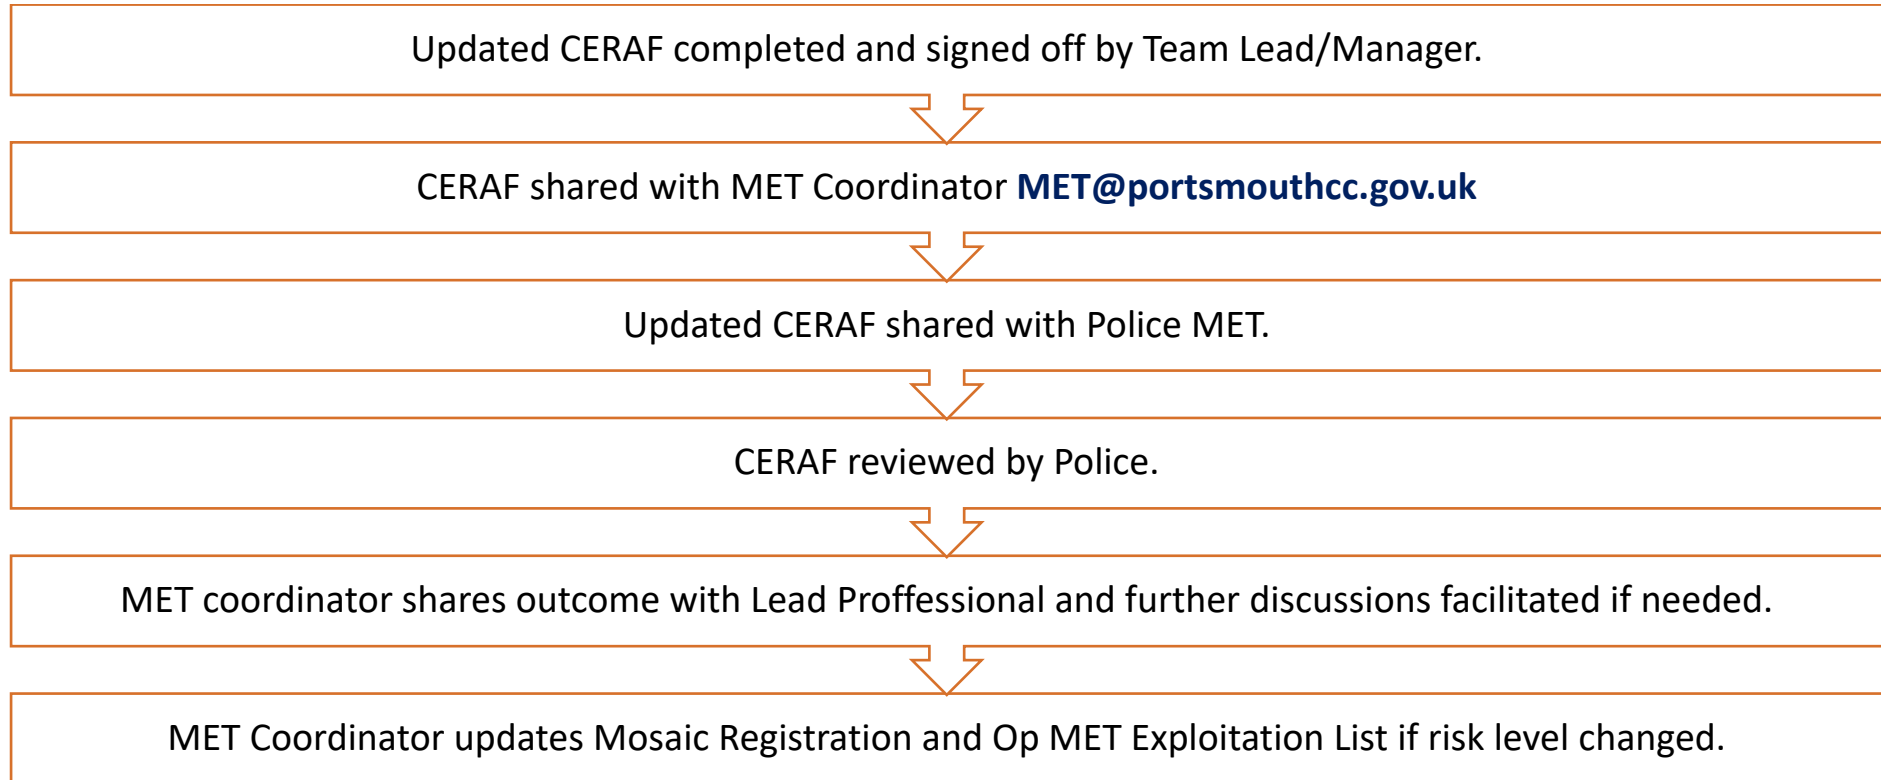 Updated CERAF completed and signed off by Team Lead/Manager.
CERAF shared with MET Coordinator MET@portsmouthcc.gov.uk
Updated CERAF shared with Police MET.
CERAF reviewed by Police.
MET coordinator shares outcome with Lead Proffessional and further discussions facilitated if needed.
MET Coordinator updates Mosaic Registration and Op MET Exploitation List if risk level changed.